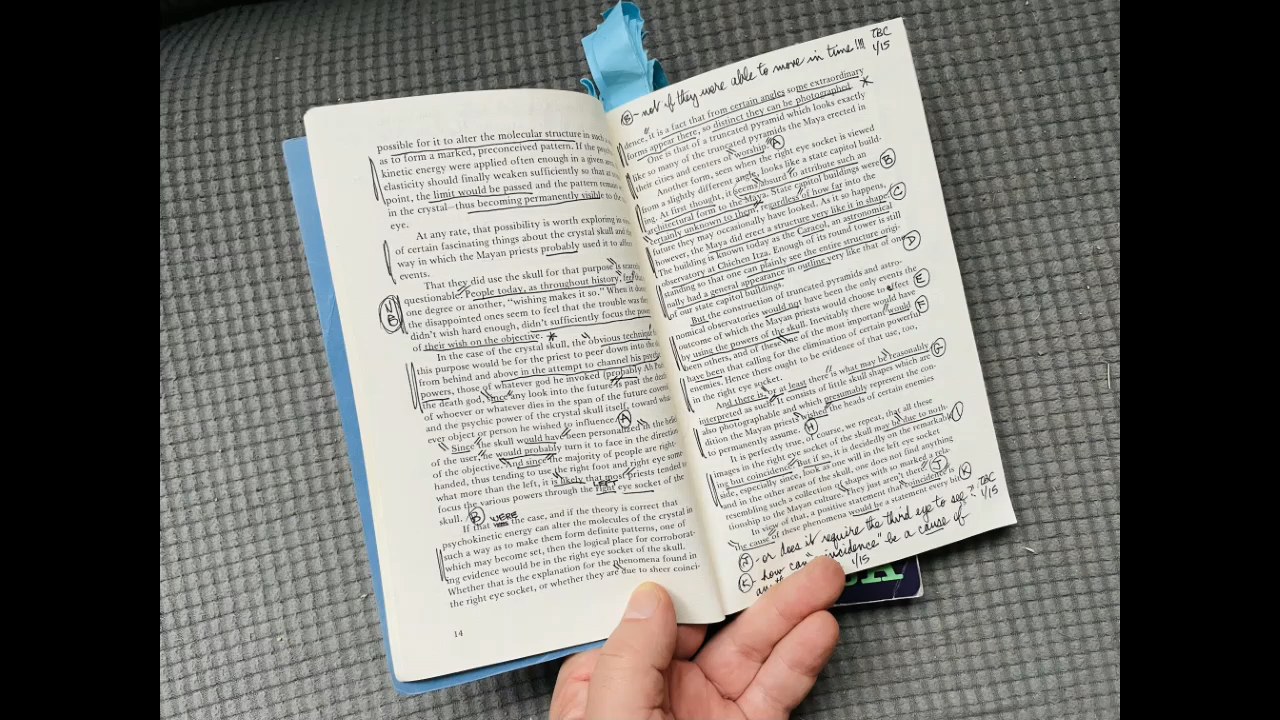 possible for it to alter the molecular structure in such
as to form a marked, preconceived pattern. If the
kinetic energy were applied often enough in a given
elasticity should finally weaken sufficiently so that at
point, the limit would be passed and the pattern remain
in the crystal—thus becoming permanently visible to the
eye.
At any rate, that possibility is worth exploring in
of certain fascinating things about the crystal skull and the
way in which the Mayan priests probably used it to
events.
That they did use the skull for that purpose is scarcely
questionable. People today, as throughout history, feel
one degree or another, "wishing makes it so." When it
the disappointed ones seem to feel that the trouble was
didn't wish hard enough, didn't sufficiently focus the
of their wish on the objective. *
NB
In the case of the crystal skull, the obvious technique
this purpose would be for the priest to peer down into the
from behind and above in the attempt to channel his
powers, those of whatever god he invoked (probably Ah
the death god, since any look into the future is past the
of whoever or whatever dies in the span of the future
and the psychic power of the crystal skull itself, toward
ever object or person he wished to influence. A
Since the skull would have been personalized in the
of the user, he would probably turn it to face in the direction
of the objective. And since the majority of people are right-
handed, thus tending to use the right foot and right eye some-
what more than the left, it is likely that most priests tended to
LEFT
focus the various powers through the right eye socket of the
skull. B WERE
If that the case, and if the theory is correct that
psychokinetic energy can alter the molecules of the crystal in
such a way as to make them form definite patterns, one of
which may become set, then the logical place for corroborat-
ing evidence would be in the right eye socket of the skull.
Whether that is the explanation for the phenomena found in
the right eye socket, or whether they are due to sheer coinci-
14
- not if they were able to move in time!!! TBC
1/15
dence, it is a fact that from certain angles some extraordinary
forms appear there, so distinct they can be photographed. *
One is that of a truncated pyramid which looks exactly
like so many of the truncated pyramids the Maya erected in
their cities and centers of worship. A
Another form, seen when the right eye socket is viewed
from a slightly different angle, looks like a state capitol build-
ing. At first thought, it seems absurd to attribute such an
architectural form to the Maya. State capitol buildings were B
certainly unknown to them, regardless of how far into the
future they may occasionally have looked. As it so happens, C
however, the Maya did erect a structure very like it in shape.
The building is known today as the Caracol, an astronomical
observatory at Chichen Itza. Enough of its round tower is still
standing so that one can plainly see the entire structure origi-
nally had a general appearance in outline very like that of one D
of our state capitol buildings.
But the construction of truncated pyramids and astro-
nomical observatories would not have been the only events the
outcome of which the Mayan priests would choose to effect E
by using the powers of the skull. Inevitably there would have
been others, and of these one of the most important would F
have been that calling for the elimination of certain powerful
enemies. Hence there ought to be evidence of that use, too,
in the right eye socket.
And there is, or at least there is what may be reasonably G
interpreted as such. It consists of little skull shapes which are
also photographable and which presumably represent the con-
dition the Mayan priests wished the heads of certain enemies
to permanently assume. H
It is perfectly true, of course, we repeat, that all these
images in the right eye socket of the skull may be due to noth-
ing but coincidence. But if so, it is decidedly on the remarkable I
side, especially since, look as one will in the left eye socket
and in the other areas of the skull, one does not find anything
resembling such a collection of shapes with so marked a rela-
tionship to the Mayan culture. They just aren't there. J
In view of that, a positive statement that coincidence is K
the cause of these phenomena would be a statement every bit
J - or does it require the third eye to see? TBC
1/15
K - how can "coincidence" be a cause of
1/15